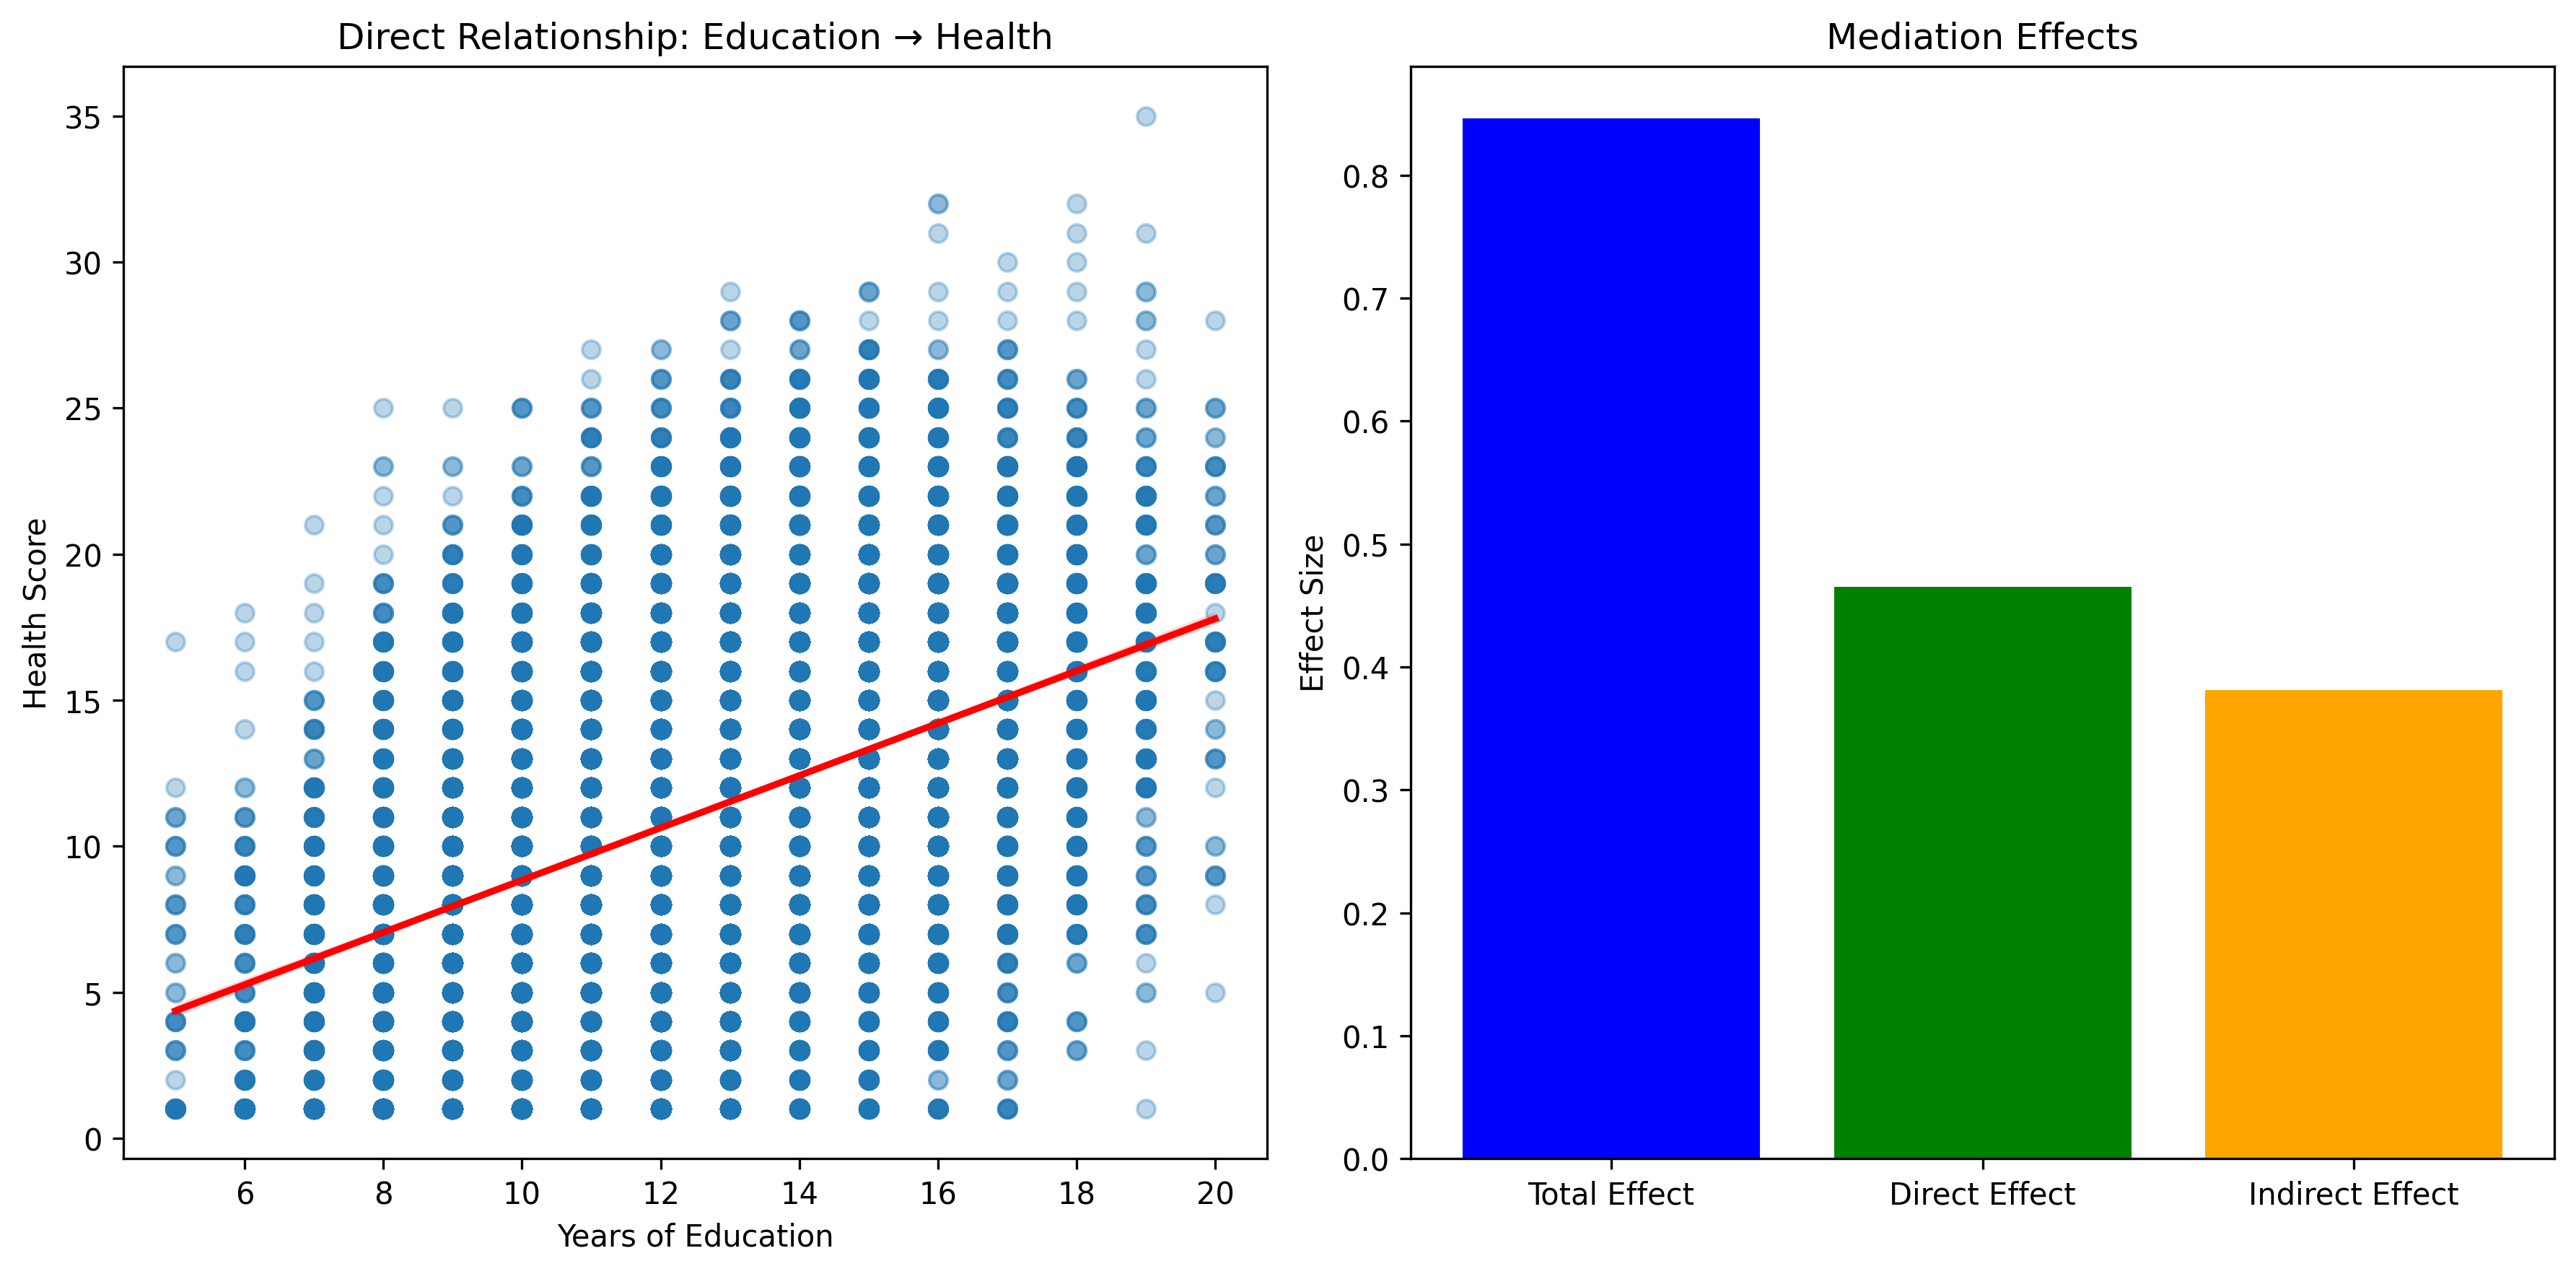 Direct Relationship: Education → Health
Health Score
35
30
25
20
15
10
5
0
6 8 10 12 14 16 18 20
Years of Education
Mediation Effects
Effect Size
0.8
0.7
0.6
0.5
0.4
0.3
0.2
0.1
0.0
Total Effect Direct Effect Indirect Effect